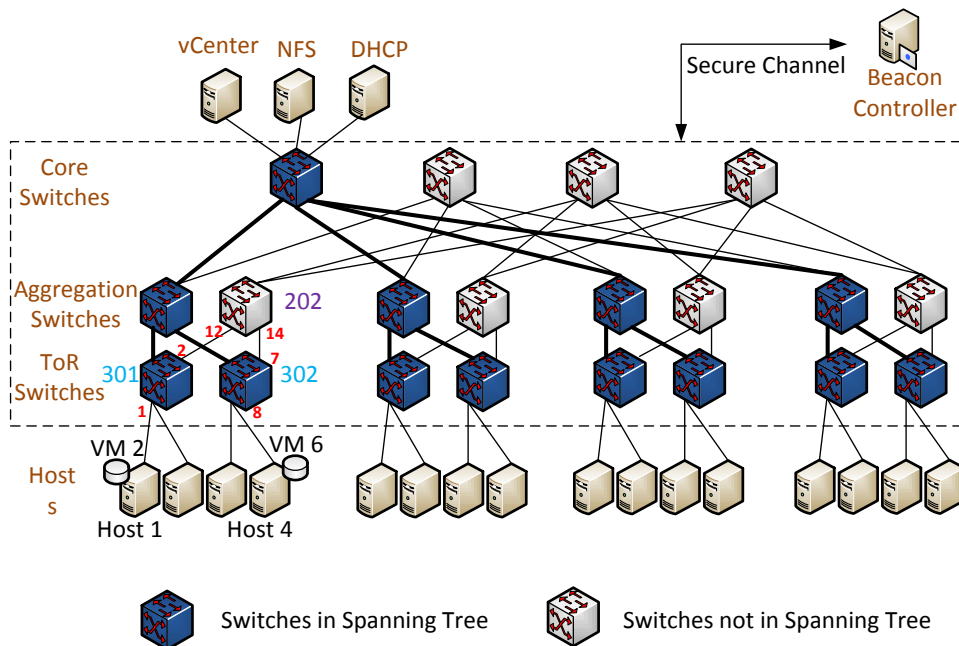 vCenter
NFS
DHCP
Secure Channel
Beacon
Controller
Core
Switches
Aggregation
Switches
202
12
14
2
7
ToR
Switches
301
302
1
8
VM 2
VM 6
Host
s
Host 1
Host 4
Switches in Spanning Tree
Switches not in Spanning Tree